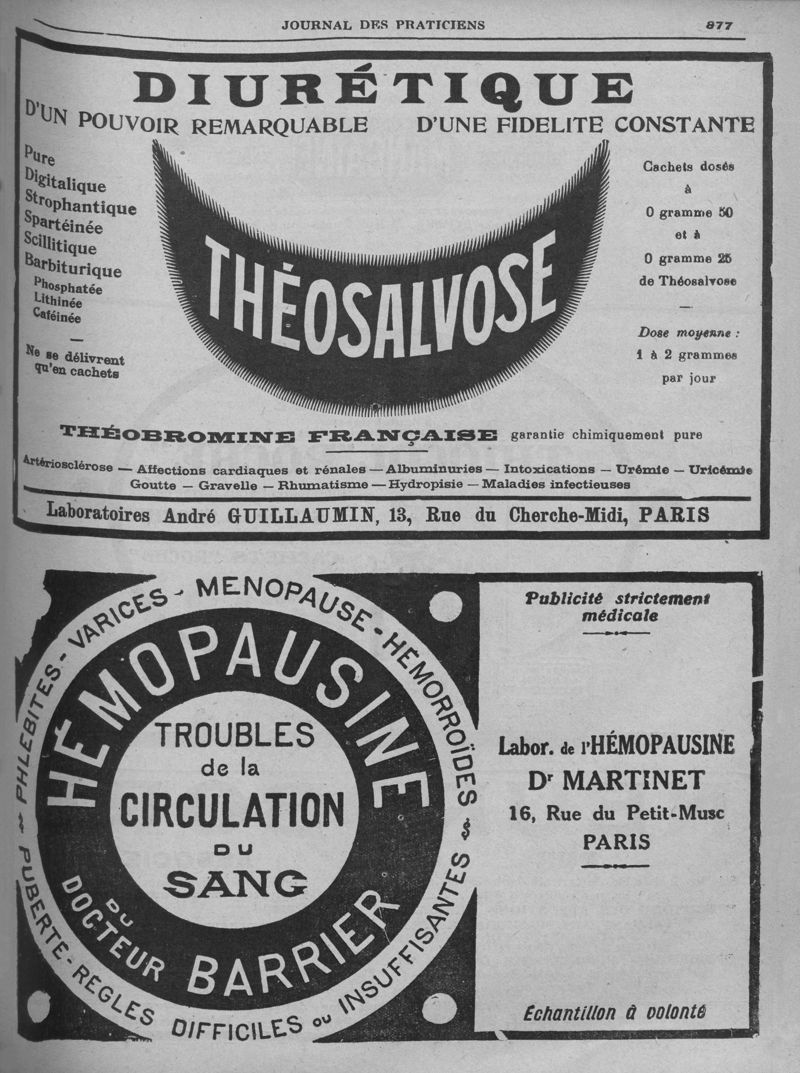 JOURNAL DES PRATICIENS 877
DIURÉTIQUE
D'UN POUVOIR REMARQUABLE D'UNE FIDELITE CONSTANTE
Pure
Digitalique
Strophantique
Spartéinée
Scillitique
Barbiturique
Phosphatée
Lithinée
Caféinée
Ne se délivrent
qu'en cachets
THÉOSALVOSE
Cachets dosés
à
0 gramme 50
et à
0 gramme 25
de Théosalvose
Dose moyenne :
1 à 2 grammes
par jour
THÉOBROMINE FRANÇAISE garantie chimiquement pure
Artériosclérose — Affections cardiaques et rénales — Albuminuries — Intoxications — Urémie — Uricémie
Goutte — Gravelle — Rhumatisme — Hydropisie — Maladies infectieuses
Laboratoires André GUILLAUMIN, 13, Rue du Cherche-Midi, PARIS
PHLEBITES - VARICES - MENOPAUSE - HÉMORROÏDES
PUBERTE - RÈGLES DIFFICILES ou INSUFFISANTES
HÉMOPAUSINE
TROUBLES
de la
CIRCULATION
DU
SANG
DU
DOCTEUR BARRIER
Publicité strictement
médicale
Labor. de l'HÉMOPAUSINE
Dr MARTINET
16, Rue du Petit-Musc
PARIS
Echantillon à volonté